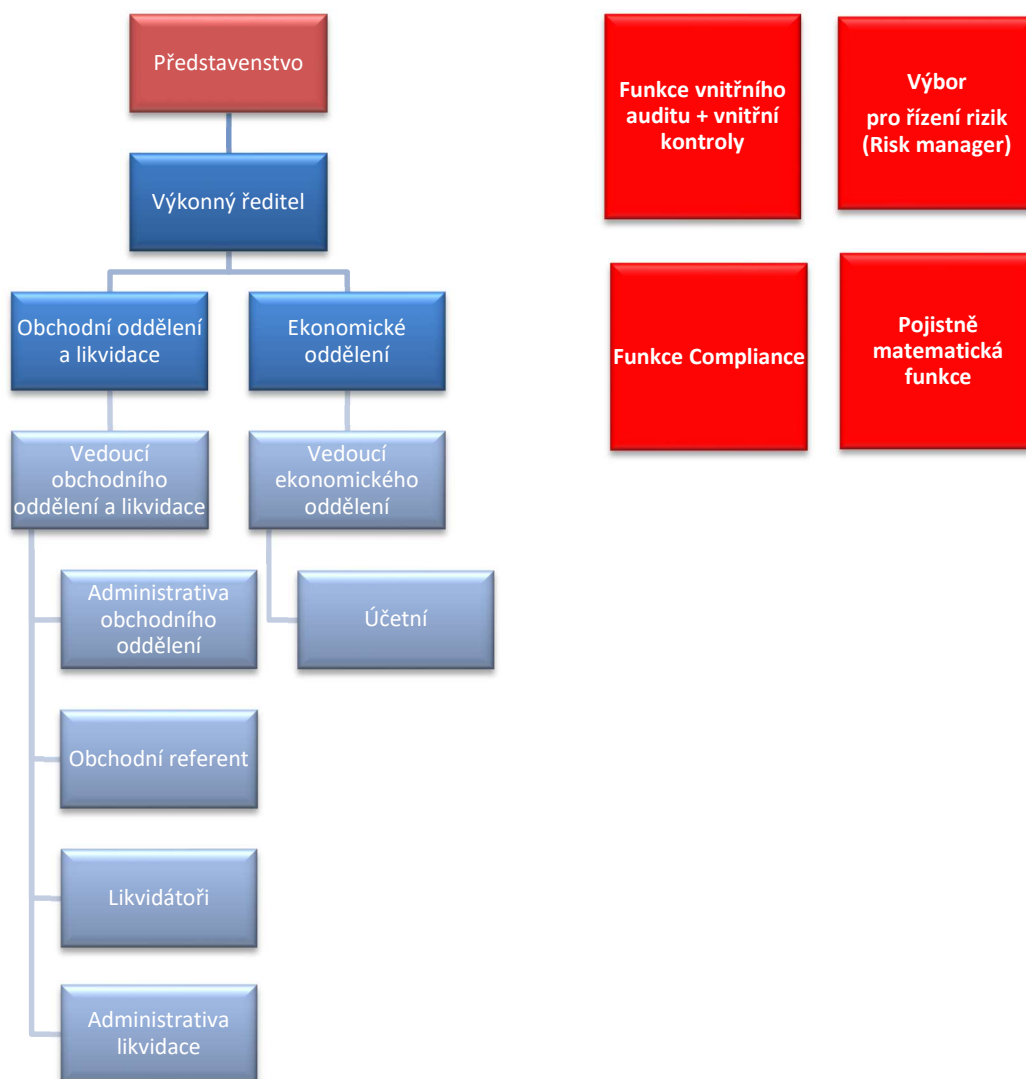 Představenstvo
Výkonný ředitel
Obchodní oddělení
a likvidace
Ekonomické
oddělení
Vedoucí
obchodního
oddělení a likvidace
Vedoucí
ekonomického
oddělení
Administrativa
obchodního
oddělení
Účetní
Obchodní referent
Likvidátoři
Administrativa
likvidace
Funkce vnitřního
auditu + vnitřní
kontroly
Výbor
pro řízení rizik
(Risk manager)
Funkce Compliance
Pojistně
matematická
funkce